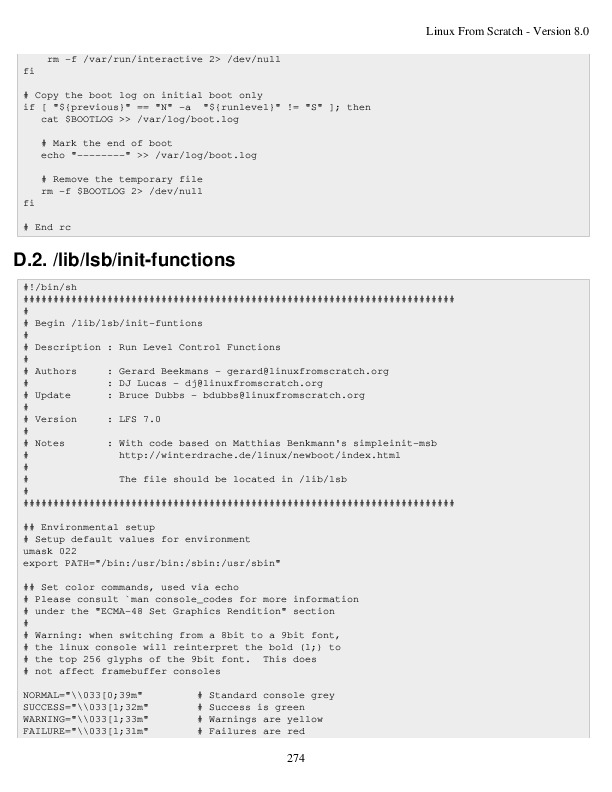 Linux From Scratch - Version 8.0
    rm -f /var/run/interactive 2> /dev/null
fi

# Copy the boot log on initial boot only
if [ "${previous}" == "N" -a  "${runlevel}" != "S" ]; then
   cat $BOOTLOG >> /var/log/boot.log

   # Mark the end of boot
   echo "--------" >> /var/log/boot.log

   # Remove the temporary file
   rm -f $BOOTLOG 2> /dev/null
fi

# End rc
D.2. /lib/lsb/init-functions
#!/bin/sh
########################################################################
#
# Begin /lib/lsb/init-funtions
#
# Description : Run Level Control Functions
#
# Authors     : Gerard Beekmans - gerard@linuxfromscratch.org
#             : DJ Lucas - dj@linuxfromscratch.org
# Update      : Bruce Dubbs - bdubbs@linuxfromscratch.org
#
# Version     : LFS 7.0
#
# Notes       : With code based on Matthias Benkmann's simpleinit-msb
#               http://winterdrache.de/linux/newboot/index.html
#
#               The file should be located in /lib/lsb
#
########################################################################

## Environmental setup
# Setup default values for environment
umask 022
export PATH="/bin:/usr/bin:/sbin:/usr/sbin"

## Set color commands, used via echo
# Please consult `man console_codes for more information
# under the "ECMA-48 Set Graphics Rendition" section
#
# Warning: when switching from a 8bit to a 9bit font,
# the linux console will reinterpret the bold (1;) to
# the top 256 glyphs of the 9bit font.  This does
# not affect framebuffer consoles

NORMAL="\\033[0;39m"         # Standard console grey
SUCCESS="\\033[1;32m"        # Success is green
WARNING="\\033[1;33m"        # Warnings are yellow
FAILURE="\\033[1;31m"        # Failures are red
274